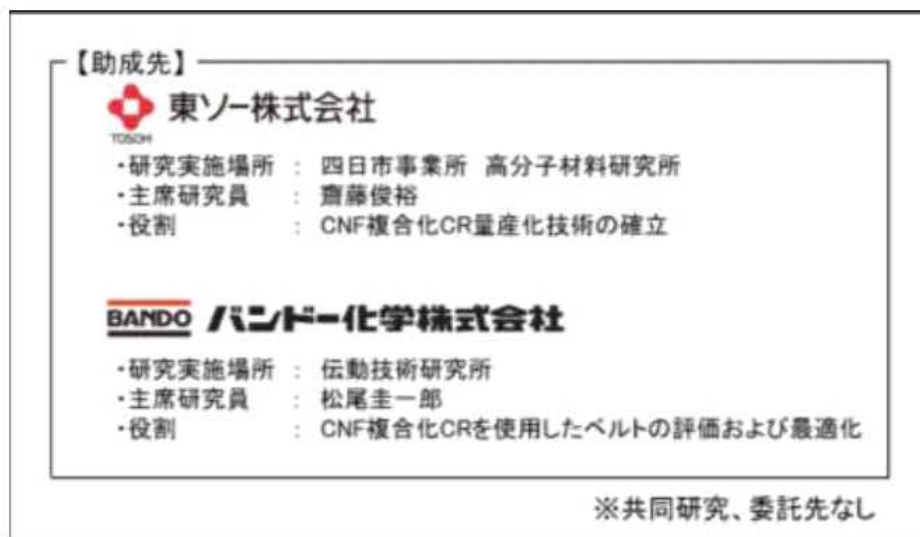 【助成先】
TOSOH 東ソー株式会社
・研究実施場所 : 四日市事業所 高分子材料研究所
・主席研究員 : 齋藤俊裕
・役割 : CNF複合化CR量産化技術の確立
BANDO バンドー化学株式会社
・研究実施場所 : 伝動技術研究所
・主席研究員 : 松尾圭一郎
・役割 : CNF複合化CRを使用したベルトの評価および最適化
※共同研究、委託先なし